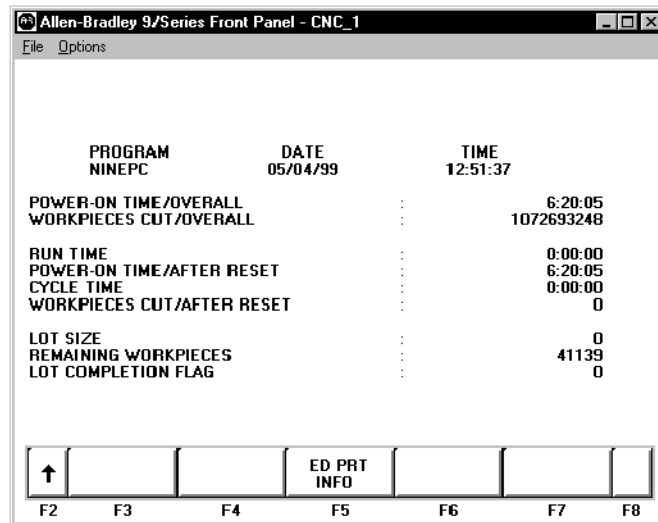 Allen-Bradley 9/Series Front Panel - CNC_1
File Options
PROGRAM DATE TIME
NINEPC 05/04/99 12:51:37
POWER-ON TIME/OVERALL : 6:20:05
WORKPIECES CUT/OVERALL : 1072693248
RUN TIME : 0:00:00
POWER-ON TIME/AFTER RESET : 6:20:05
CYCLE TIME : 0:00:00
WORKPIECES CUT/AFTER RESET : 0
LOT SIZE : 0
REMAINING WORKPIECES : 41139
LOT COMPLETION FLAG : 0
ED PRT
INFO
F2 F3 F4 F5 F6 F7 F8